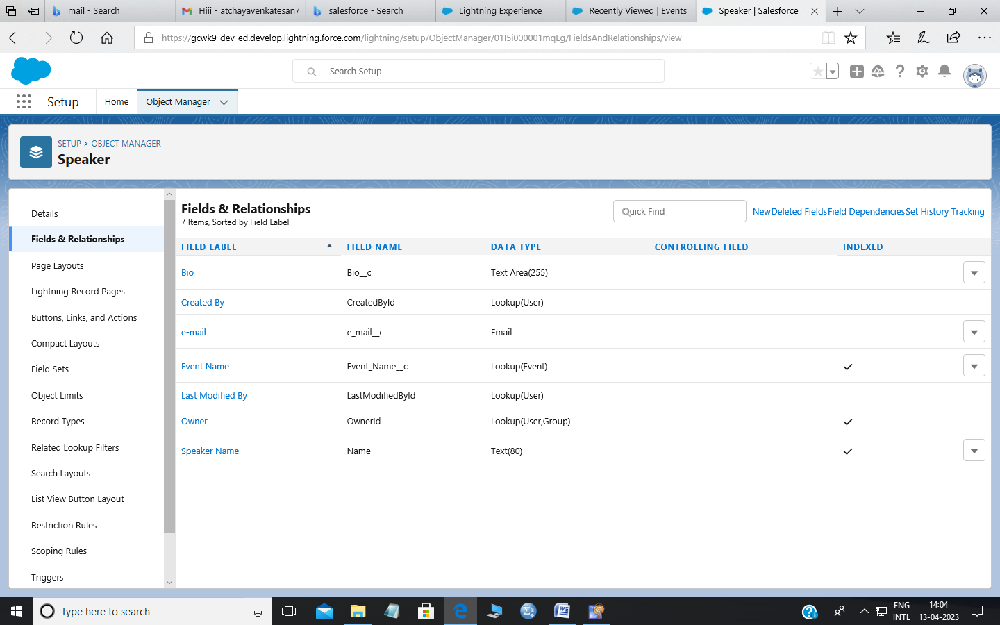 mail - Search
Hiii - atchayavenkatesan7
salesforce - Search
Lightning Experience
Recently Viewed | Events
Speaker | Salesforce
https://gcwk9-dev-ed.develop.lightning.force.com/lightning/setup/ObjectManager/01I5i000001mqLg/FieldsAndRelationships/view
Search Setup
Setup
Home
Object Manager
SETUP > OBJECT MANAGER
Speaker
Details
Fields & Relationships
Page Layouts
Lightning Record Pages
Buttons, Links, and Actions
Compact Layouts
Field Sets
Object Limits
Record Types
Related Lookup Filters
Search Layouts
List View Button Layout
Restriction Rules
Scoping Rules
Triggers
Fields & Relationships
7 Items, Sorted by Field Label
Quick Find
New Deleted Fields Field Dependencies Set History Tracking
FIELD LABEL FIELD NAME DATA TYPE CONTROLLING FIELD INDEXED
Bio Bio__c Text Area(255)
Created By CreatedById Lookup(User)
e-mail e_mail__c Email
Event Name Event_Name__c Lookup(Event)
Last Modified By LastModifiedById Lookup(User)
Owner OwnerId Lookup(User,Group)
Speaker Name Name Text(80)
Type here to search
ENG
INTL
14:04
13-04-2023